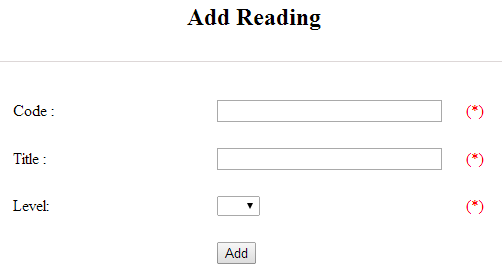 Add Reading
Code : (*)
Title : (*)
Level: (*)
Add